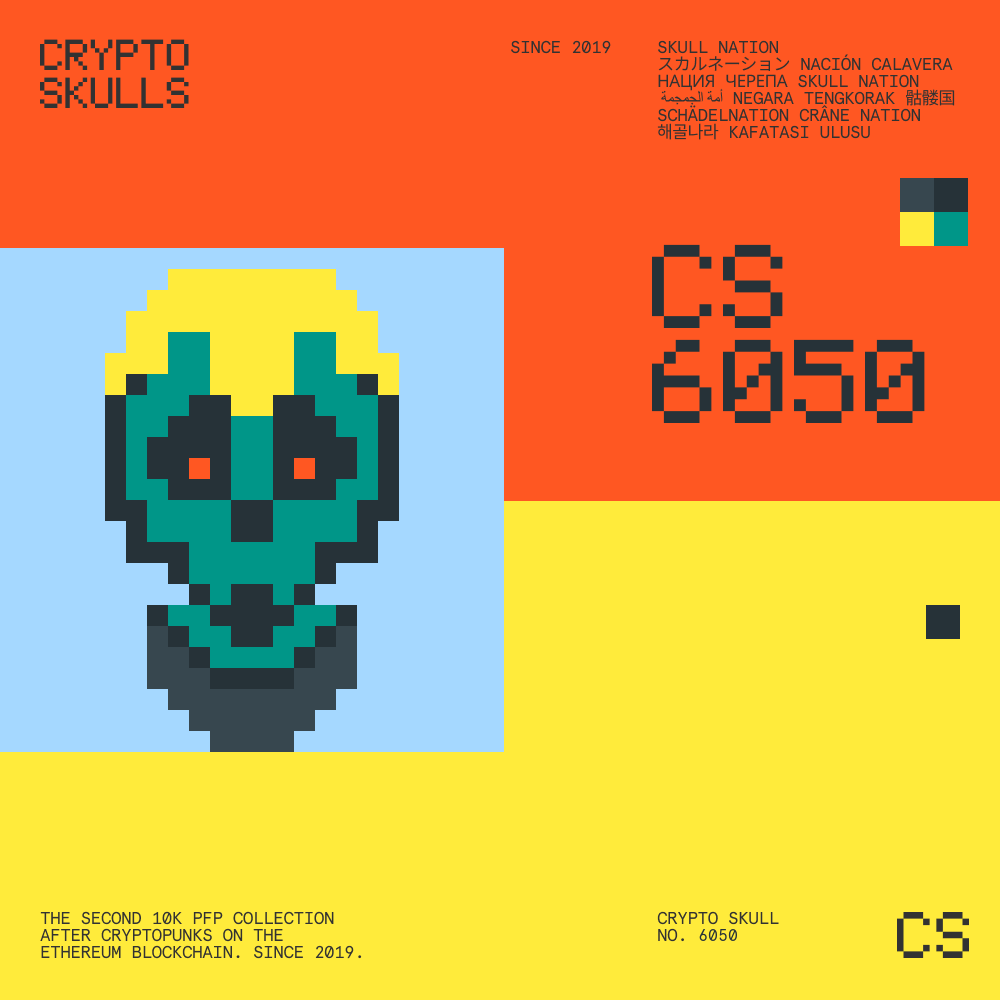 CRYPTO
SKULLS
SINCE 2019
SKULL NATION
スカルネーション NACIÓN CALAVERA
НАЦИЯ ЧЕРЕПА SKULL NATION
أمة الجمجمة NEGARA TENGKORAK 骷髅国
SCHÄDELNATION CRÂNE NATION
해골나라 KAFATASI ULUSU
CS
6050
THE SECOND 10K PFP COLLECTION
AFTER CRYPTOPUNKS ON THE
ETHEREUM BLOCKCHAIN. SINCE 2019.
CRYPTO SKULL
NO. 6050
CS